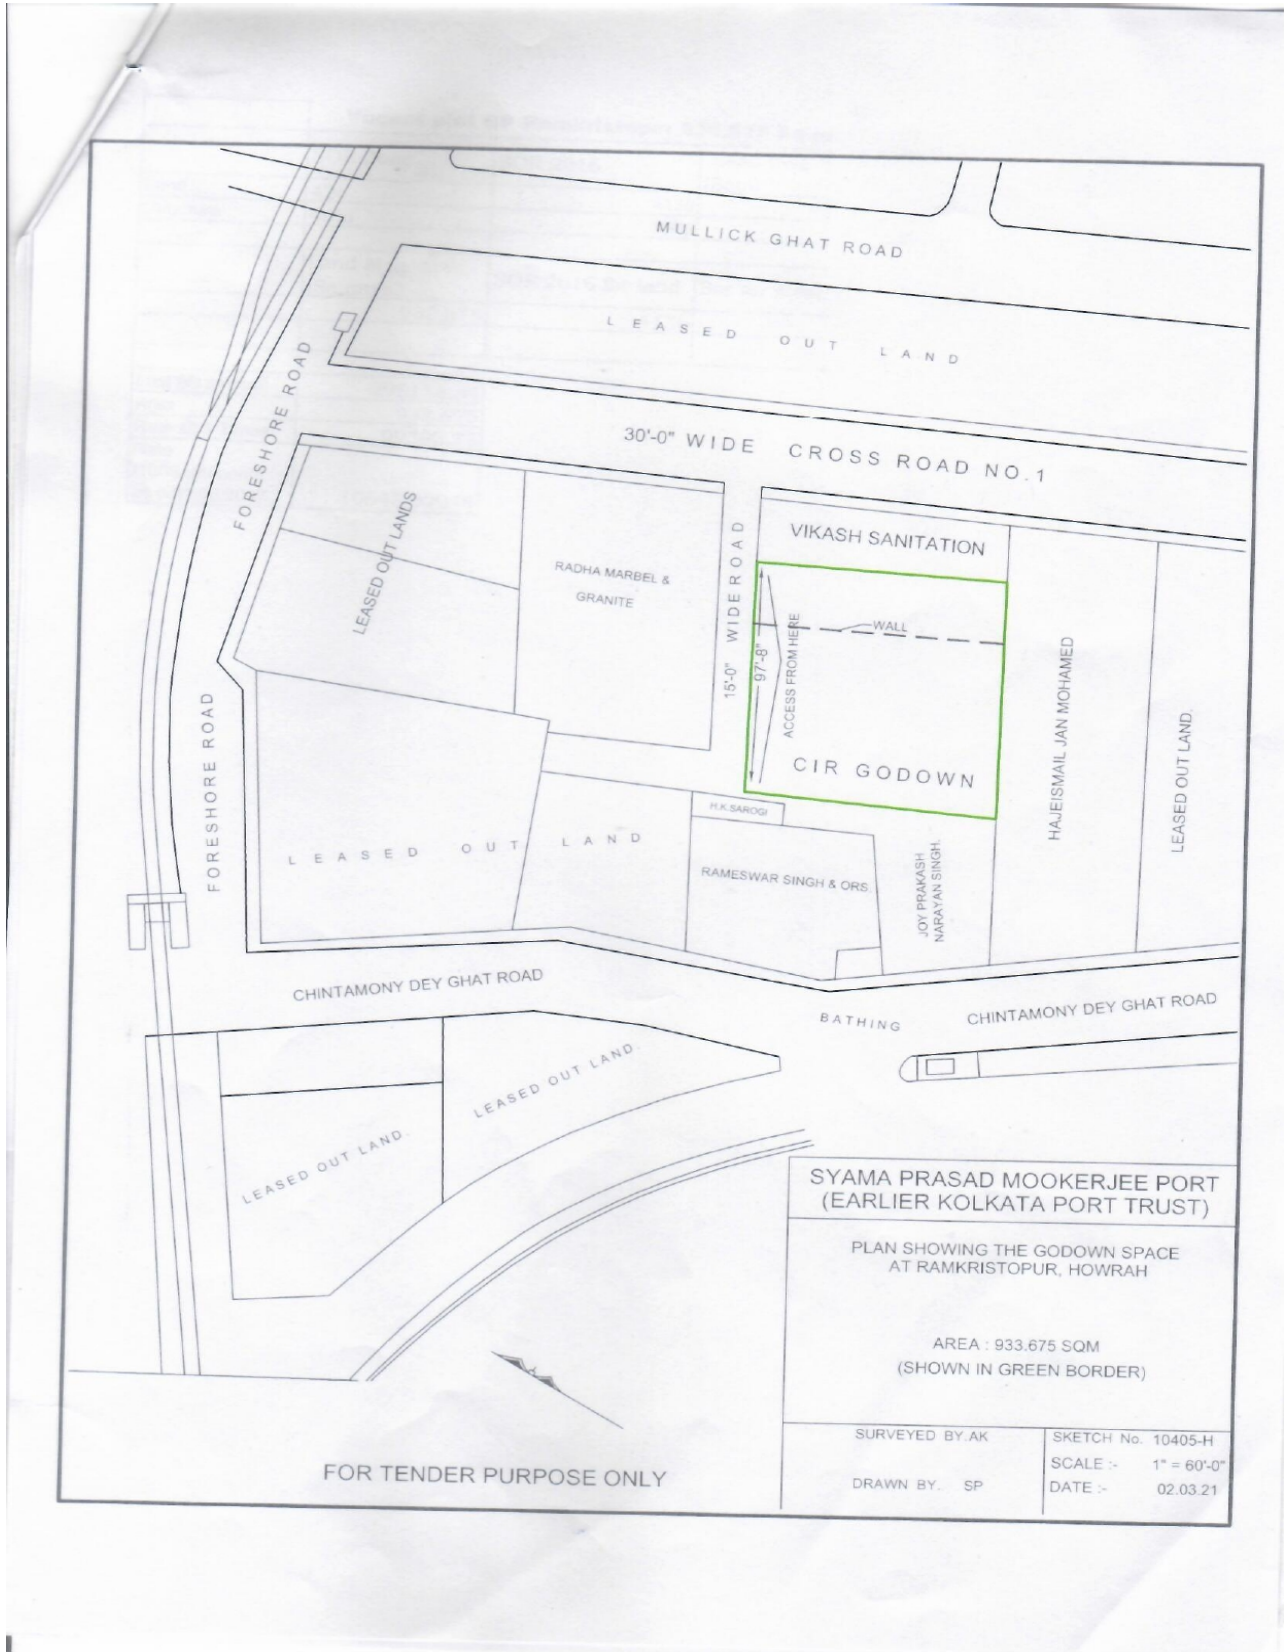 MULLICK GHAT ROAD
LEASED OUT LAND
FORESHORE ROAD
30'-0" WIDE CROSS ROAD NO.1
LEASED OUT LANDS
RADHA MARBEL &
GRANITE
15'-0" WIDE ROAD
VIKASH SANITATION
WALL
97'-8"
ACCESS FROM HERE
CIR GODOWN
HAJEISMAIL JAN MOHAMED
LEASED OUT LAND.
FORESHORE ROAD
LEASED OUT LAND
H.K.SAROGI
RAMESWAR SINGH & ORS.
JOY PRAKASH
NARAYAN SINGH.
CHINTAMONY DEY GHAT ROAD
BATHING
CHINTAMONY DEY GHAT ROAD
LEASED OUT LAND.
LEASED OUT LAND.
SYAMA PRASAD MOOKERJEE PORT
(EARLIER KOLKATA PORT TRUST)
PLAN SHOWING THE GODOWN SPACE
AT RAMKRISTOPUR, HOWRAH
AREA : 933.675 SQM
(SHOWN IN GREEN BORDER)
SURVEYED BY.AK
DRAWN BY. SP
SKETCH No. 10405-H
SCALE :- 1" = 60'-0"
DATE :- 02.03.21
FOR TENDER PURPOSE ONLY